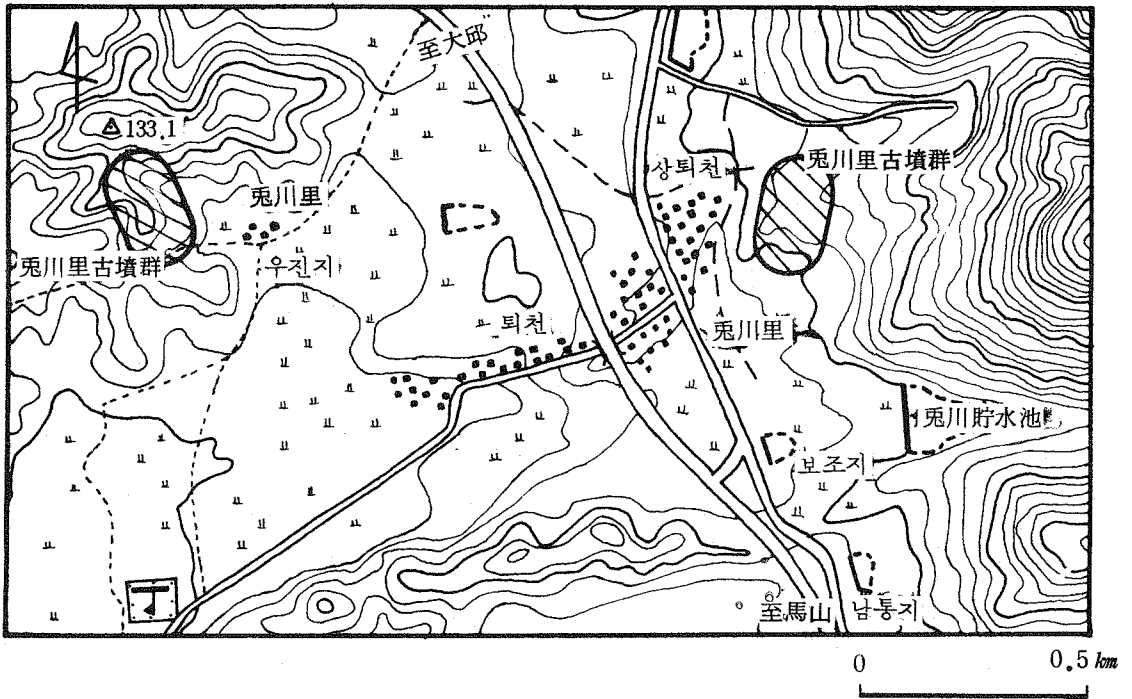 至大邱
133.1
상퇴천
兎川里古墳群
兎川里
兎川里古墳群
우진지
퇴천
兎川里
兎川貯水池
보조지
至馬山
남통지
0
0.5 km